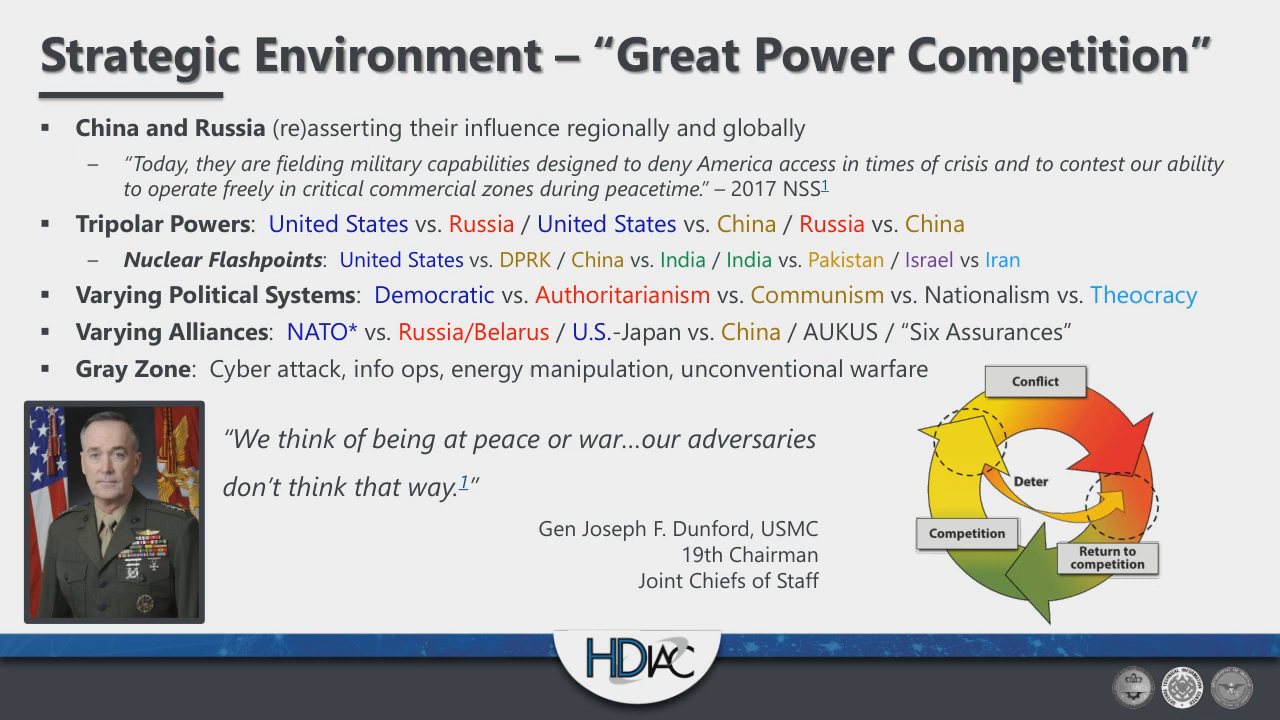 Strategic Environment – “Great Power Competition”
▪ China and Russia (re)asserting their influence regionally and globally
– “Today, they are fielding military capabilities designed to deny America access in times of crisis and to contest our ability
to operate freely in critical commercial zones during peacetime.” – 2017 NSS1
▪ Tripolar Powers: United States vs. Russia / United States vs. China / Russia vs. China
– Nuclear Flashpoints: United States vs. DPRK / China vs. India / India vs. Pakistan / Israel vs Iran
▪ Varying Political Systems: Democratic vs. Authoritarianism vs. Communism vs. Nationalism vs. Theocracy
▪ Varying Alliances: NATO* vs. Russia/Belarus / U.S.-Japan vs. China / AUKUS / “Six Assurances”
▪ Gray Zone: Cyber attack, info ops, energy manipulation, unconventional warfare
“We think of being at peace or war…our adversaries
don’t think that way.1”
Gen Joseph F. Dunford, USMC
19th Chairman
Joint Chiefs of Staff
Conflict
Deter
Competition
Return to
competition
HDIAC